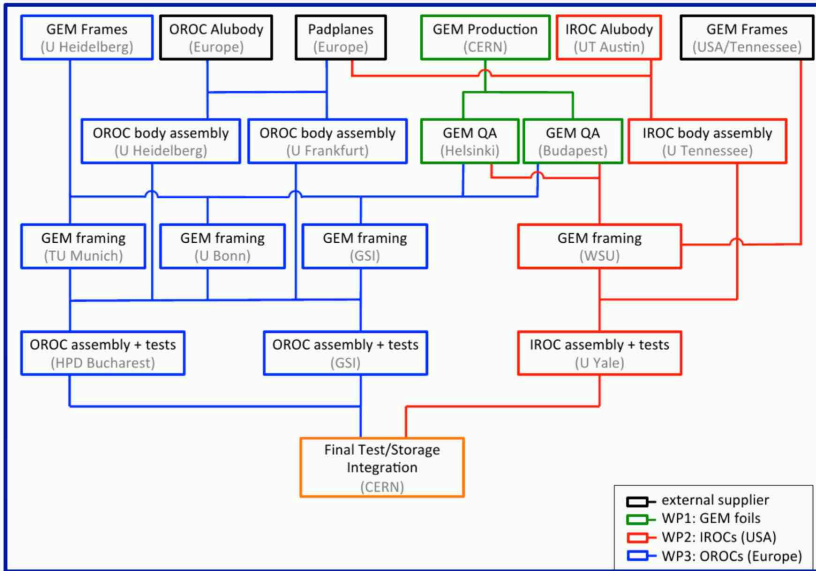 GEM Frames
(U Heidelberg)
OROC Alubody
(Europe)
Padplanes
(Europe)
GEM Production
(CERN)
IROC Alubody
(UT Austin)
GEM Frames
(USA/Tennessee)
OROC body assembly
(U Heidelberg)
OROC body assembly
(U Frankfurt)
GEM QA
(Helsinki)
GEM QA
(Budapest)
IROC body assembly
(U Tennessee)
GEM framing
(TU Munich)
GEM framing
(U Bonn)
GEM framing
(GSI)
GEM framing
(WSU)
OROC assembly + tests
(HPD Bucharest)
OROC assembly + tests
(GSI)
IROC assembly + tests
(U Yale)
Final Test/Storage
Integration
(CERN)
external supplier
WP1: GEM foils
WP2: IROCs (USA)
WP3: OROCs (Europe)